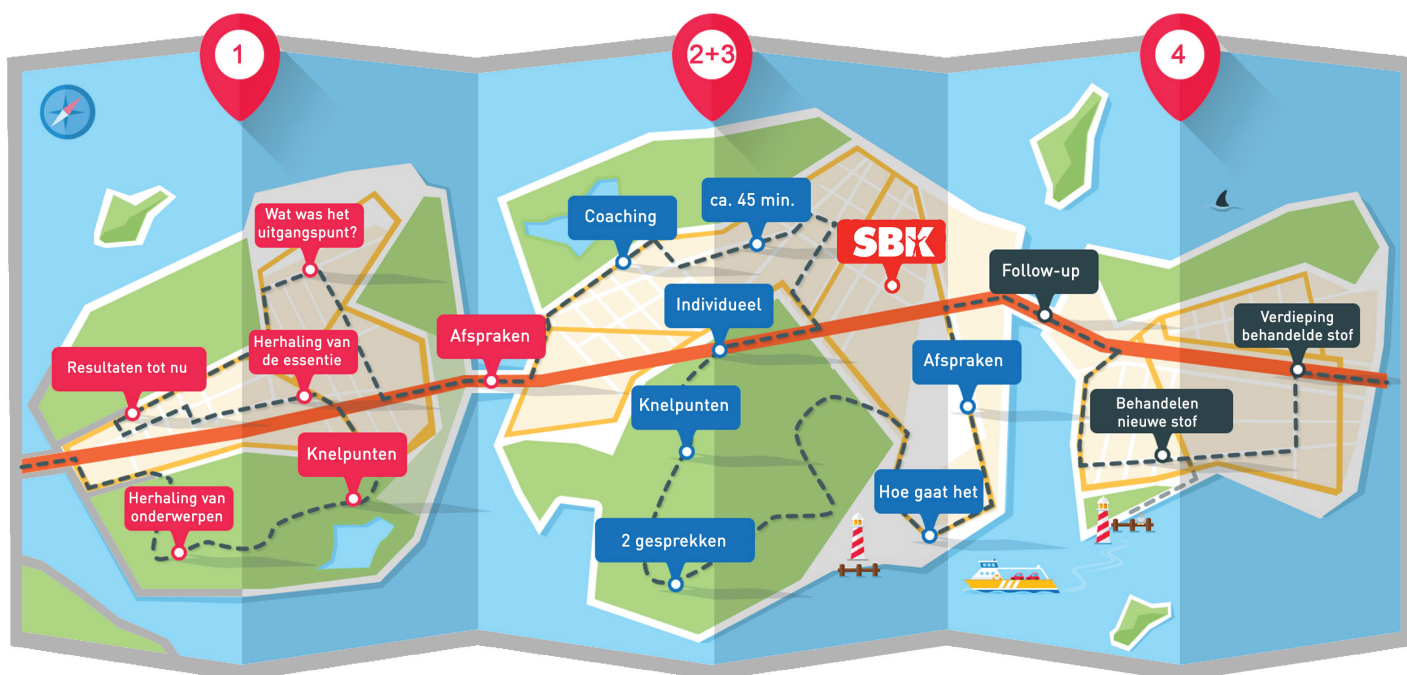 1
2+3
4
Wat was het
uitgangspunt?
Herhaling van
de essentie
Resultaten tot nu
Knelpunten
Herhaling van
onderwerpen
Afspraken
Coaching
ca. 45 min.
SBK
Individueel
Knelpunten
2 gesprekken
Hoe gaat het
Afspraken
Follow-up
Verdieping
behandelde stof
Behandelen
nieuwe stof